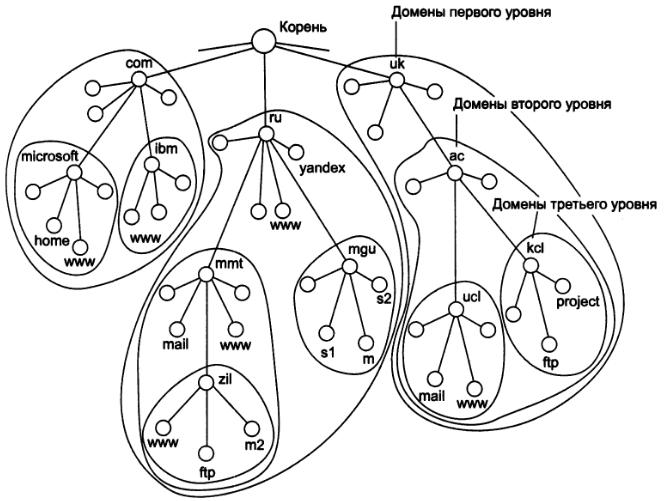 Домены первого уровня
Корень
com
uk
Домены второго уровня
ru
yandex
microsoft
ibm
ac
Домены третьего уровня
www
home
www
www
mmt
mgu
kcl
s2
project
ucl
mail
www
s1
m
ftp
zil
mail
www
www
m2
ftp